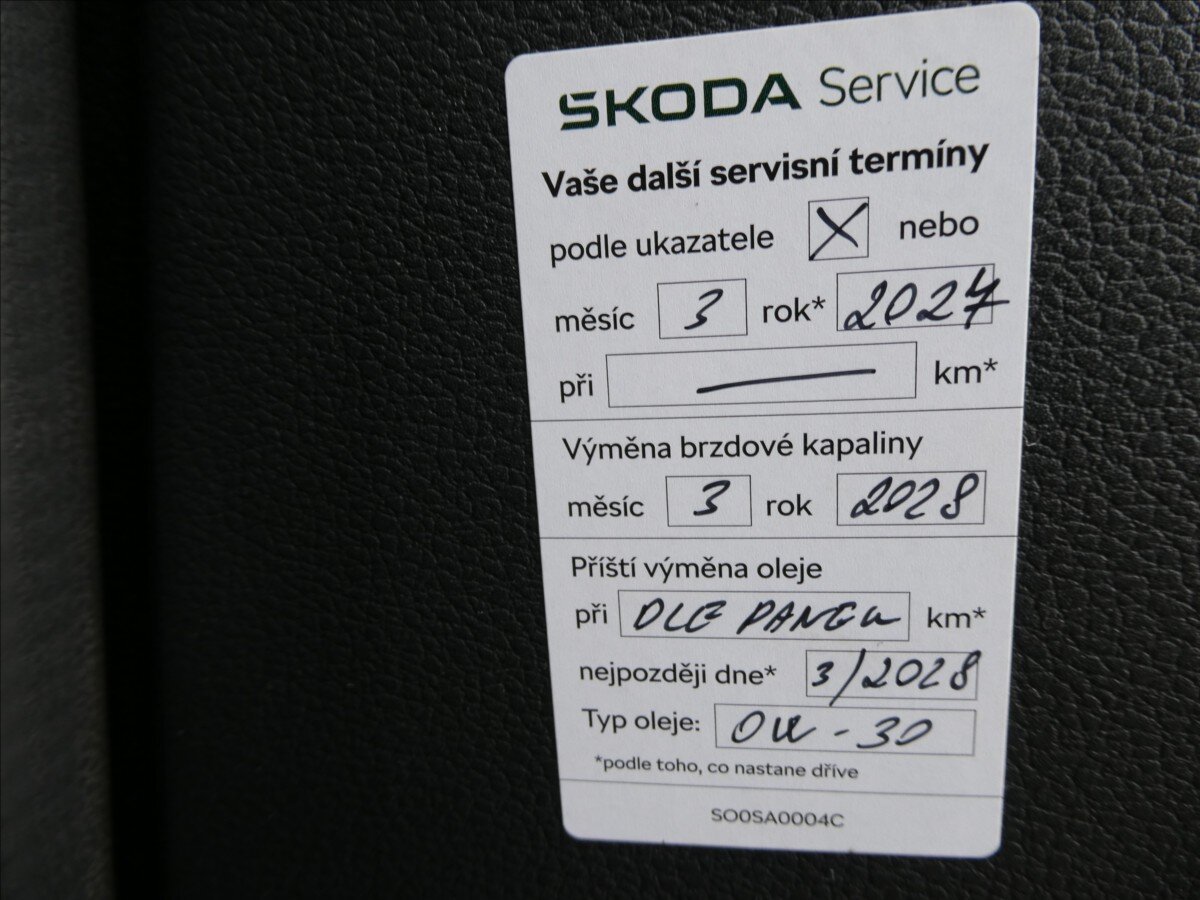 SKODA Service
Vaše další servisní termíny
podle ukazatele X nebo
měsíc 3 rok* 2027
při — km*
Výměna brzdové kapaliny
měsíc 3 rok 2028
Příští výměna oleje
při DLE PANELU km*
nejpozději dne* 3/2028
Typ oleje: 0W-30
*podle toho, co nastane dříve
SO0SA0004C